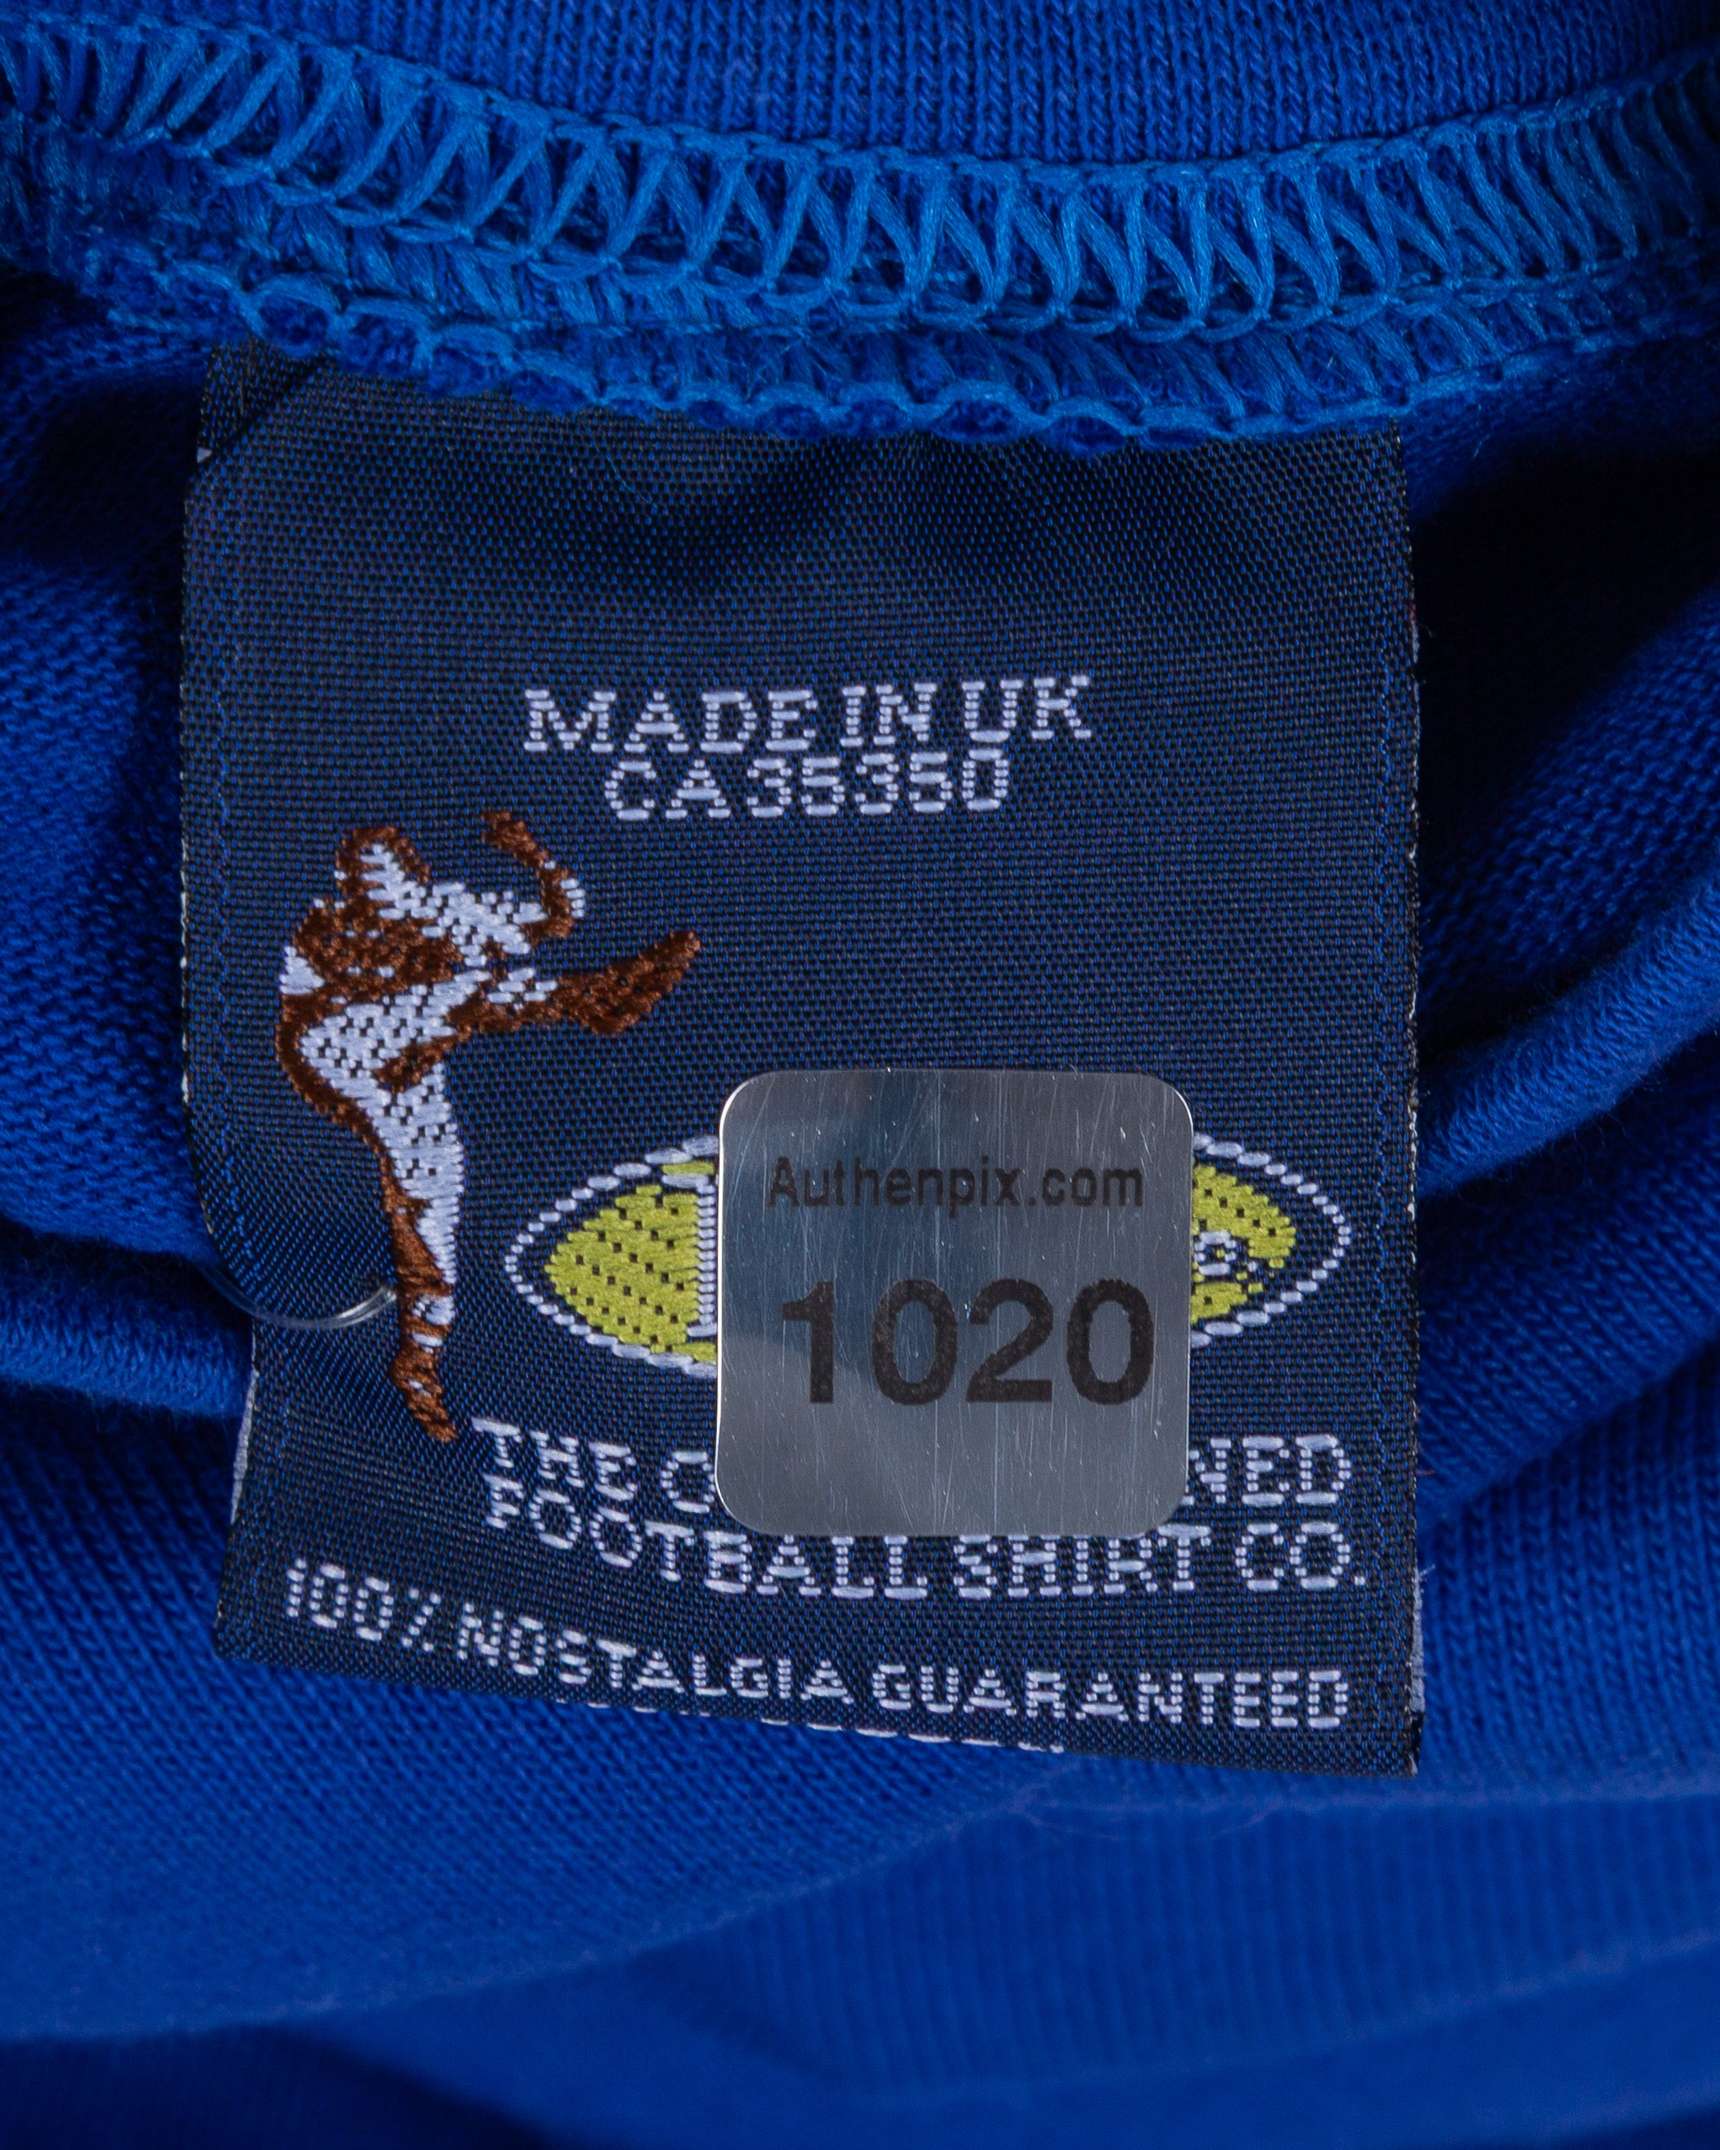 MADE IN UK
CA35350
Authenpix.com
1020
THE
FOOTBALL SHIRT CO.
100% NOSTALGIA GUARANTEED